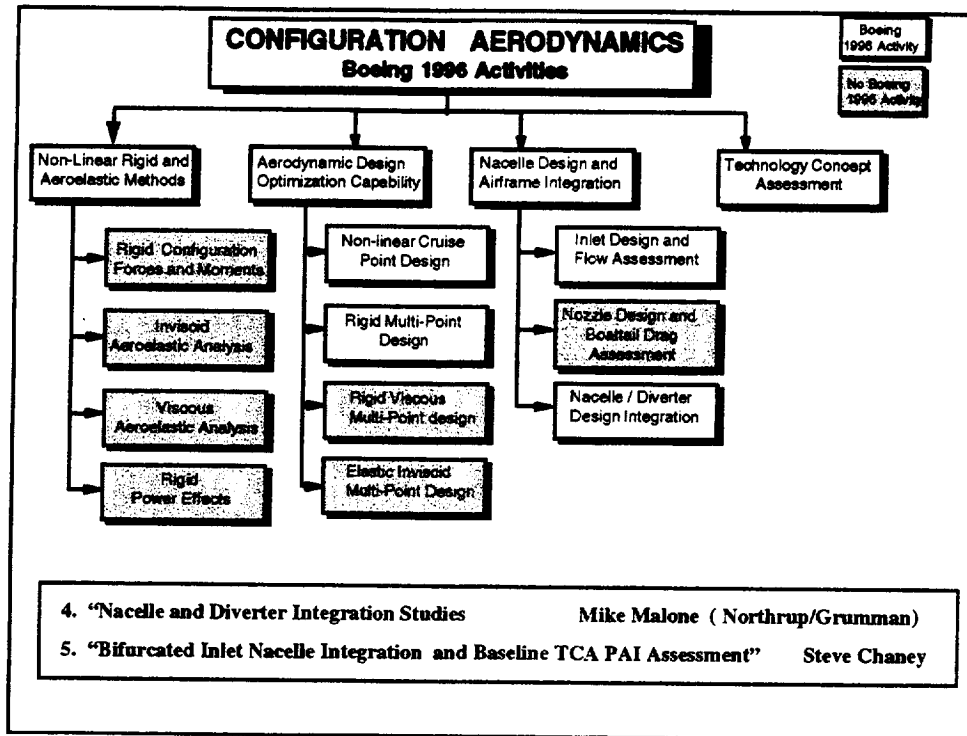 CONFIGURATION AERODYNAMICS
Boeing 1996 Activities
Boeing
1996 Activity
No Boeing
1996 Activity
Non-Linear Rigid and
Aeroelastic Methods
Aerodynamic Design
Optimization Capability
Nacelle Design and
Airframe Integration
Technology Concept
Assessment
Rigid Configuration
Forces and Moments
Inviscid
Aeroelastic Analysis
Viscous
Aeroelastic Analysis
Rigid
Power Effects
Non-linear Cruise
Point Design
Rigid Multi-Point
Design
Rigid Viscous
Multi-Point design
Elastic Inviscid
Multi-Point Design
Inlet Design and
Flow Assessment
Nozzle Design and
Boattail Drag
Assessment
Nacelle / Diverter
Design Integration
4. “Nacelle and Diverter Integration Studies Mike Malone ( Northrup/Grumman)
5. “Bifurcated Inlet Nacelle Integration and Baseline TCA PAI Assessment” Steve Chaney